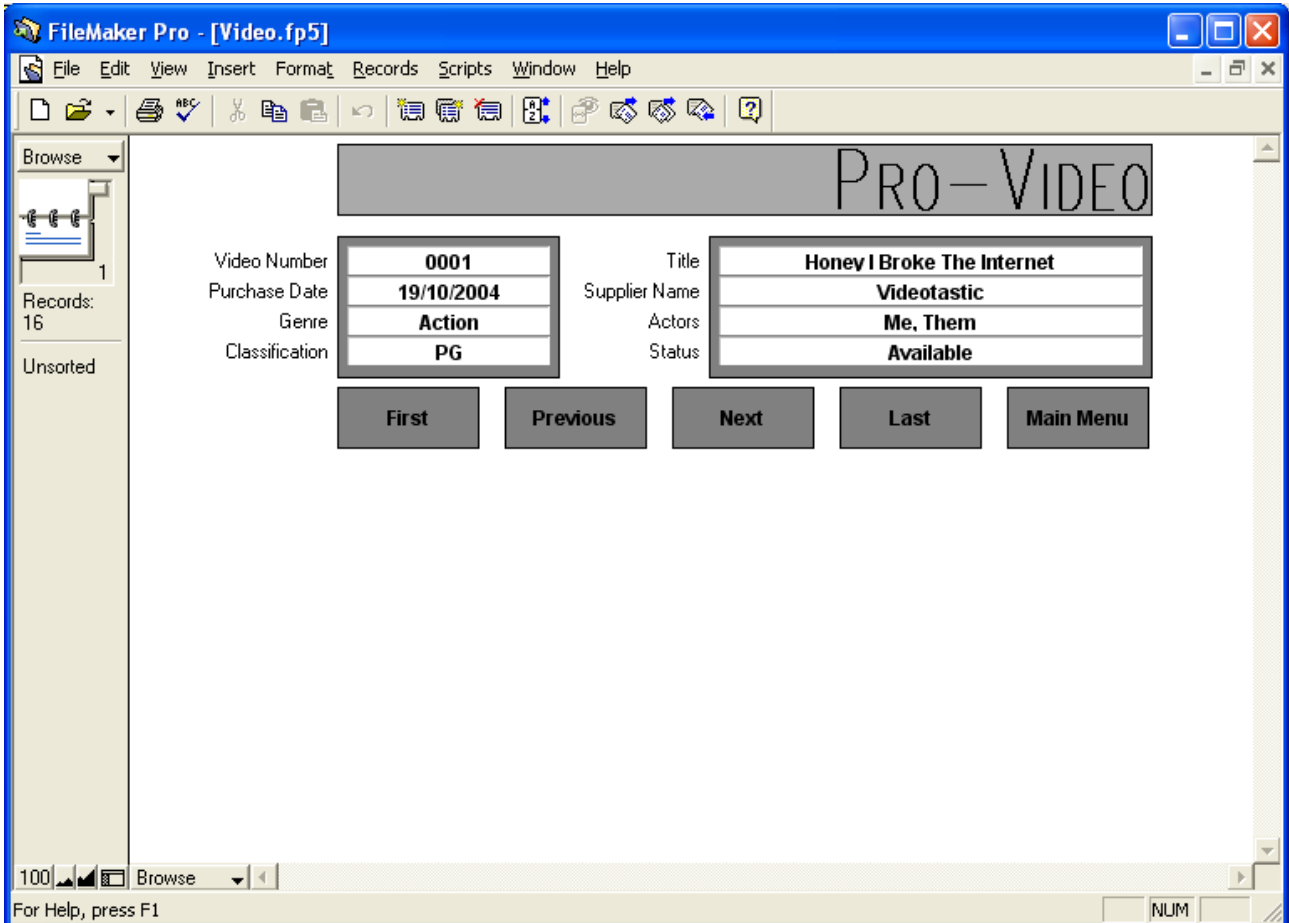 FileMaker Pro - [Video.fp5]
File Edit View Insert Format Records Scripts Window Help
Browse
1
Records:
16
Unsorted
PRO-VIDEO
Video Number 0001 Title Honey I Broke The Internet
Purchase Date 19/10/2004 Supplier Name Videotastic
Genre Action Actors Me, Them
Classification PG Status Available
First Previous Next Last Main Menu
100 Browse
For Help, press F1 NUM